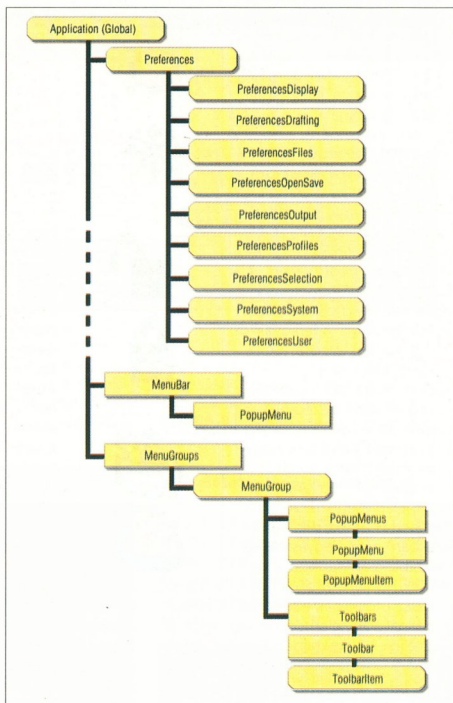 Application (Global)
Preferences
PreferencesDisplay
PreferencesDrafting
PreferencesFiles
PreferencesOpenSave
PreferencesOutput
PreferencesProfiles
PreferencesSelection
PreferencesSystem
PreferencesUser
MenuBar
PopupMenu
MenuGroups
MenuGroup
PopupMenus
PopupMenu
PopupMenuItem
Toolbars
Toolbar
ToolbarItem